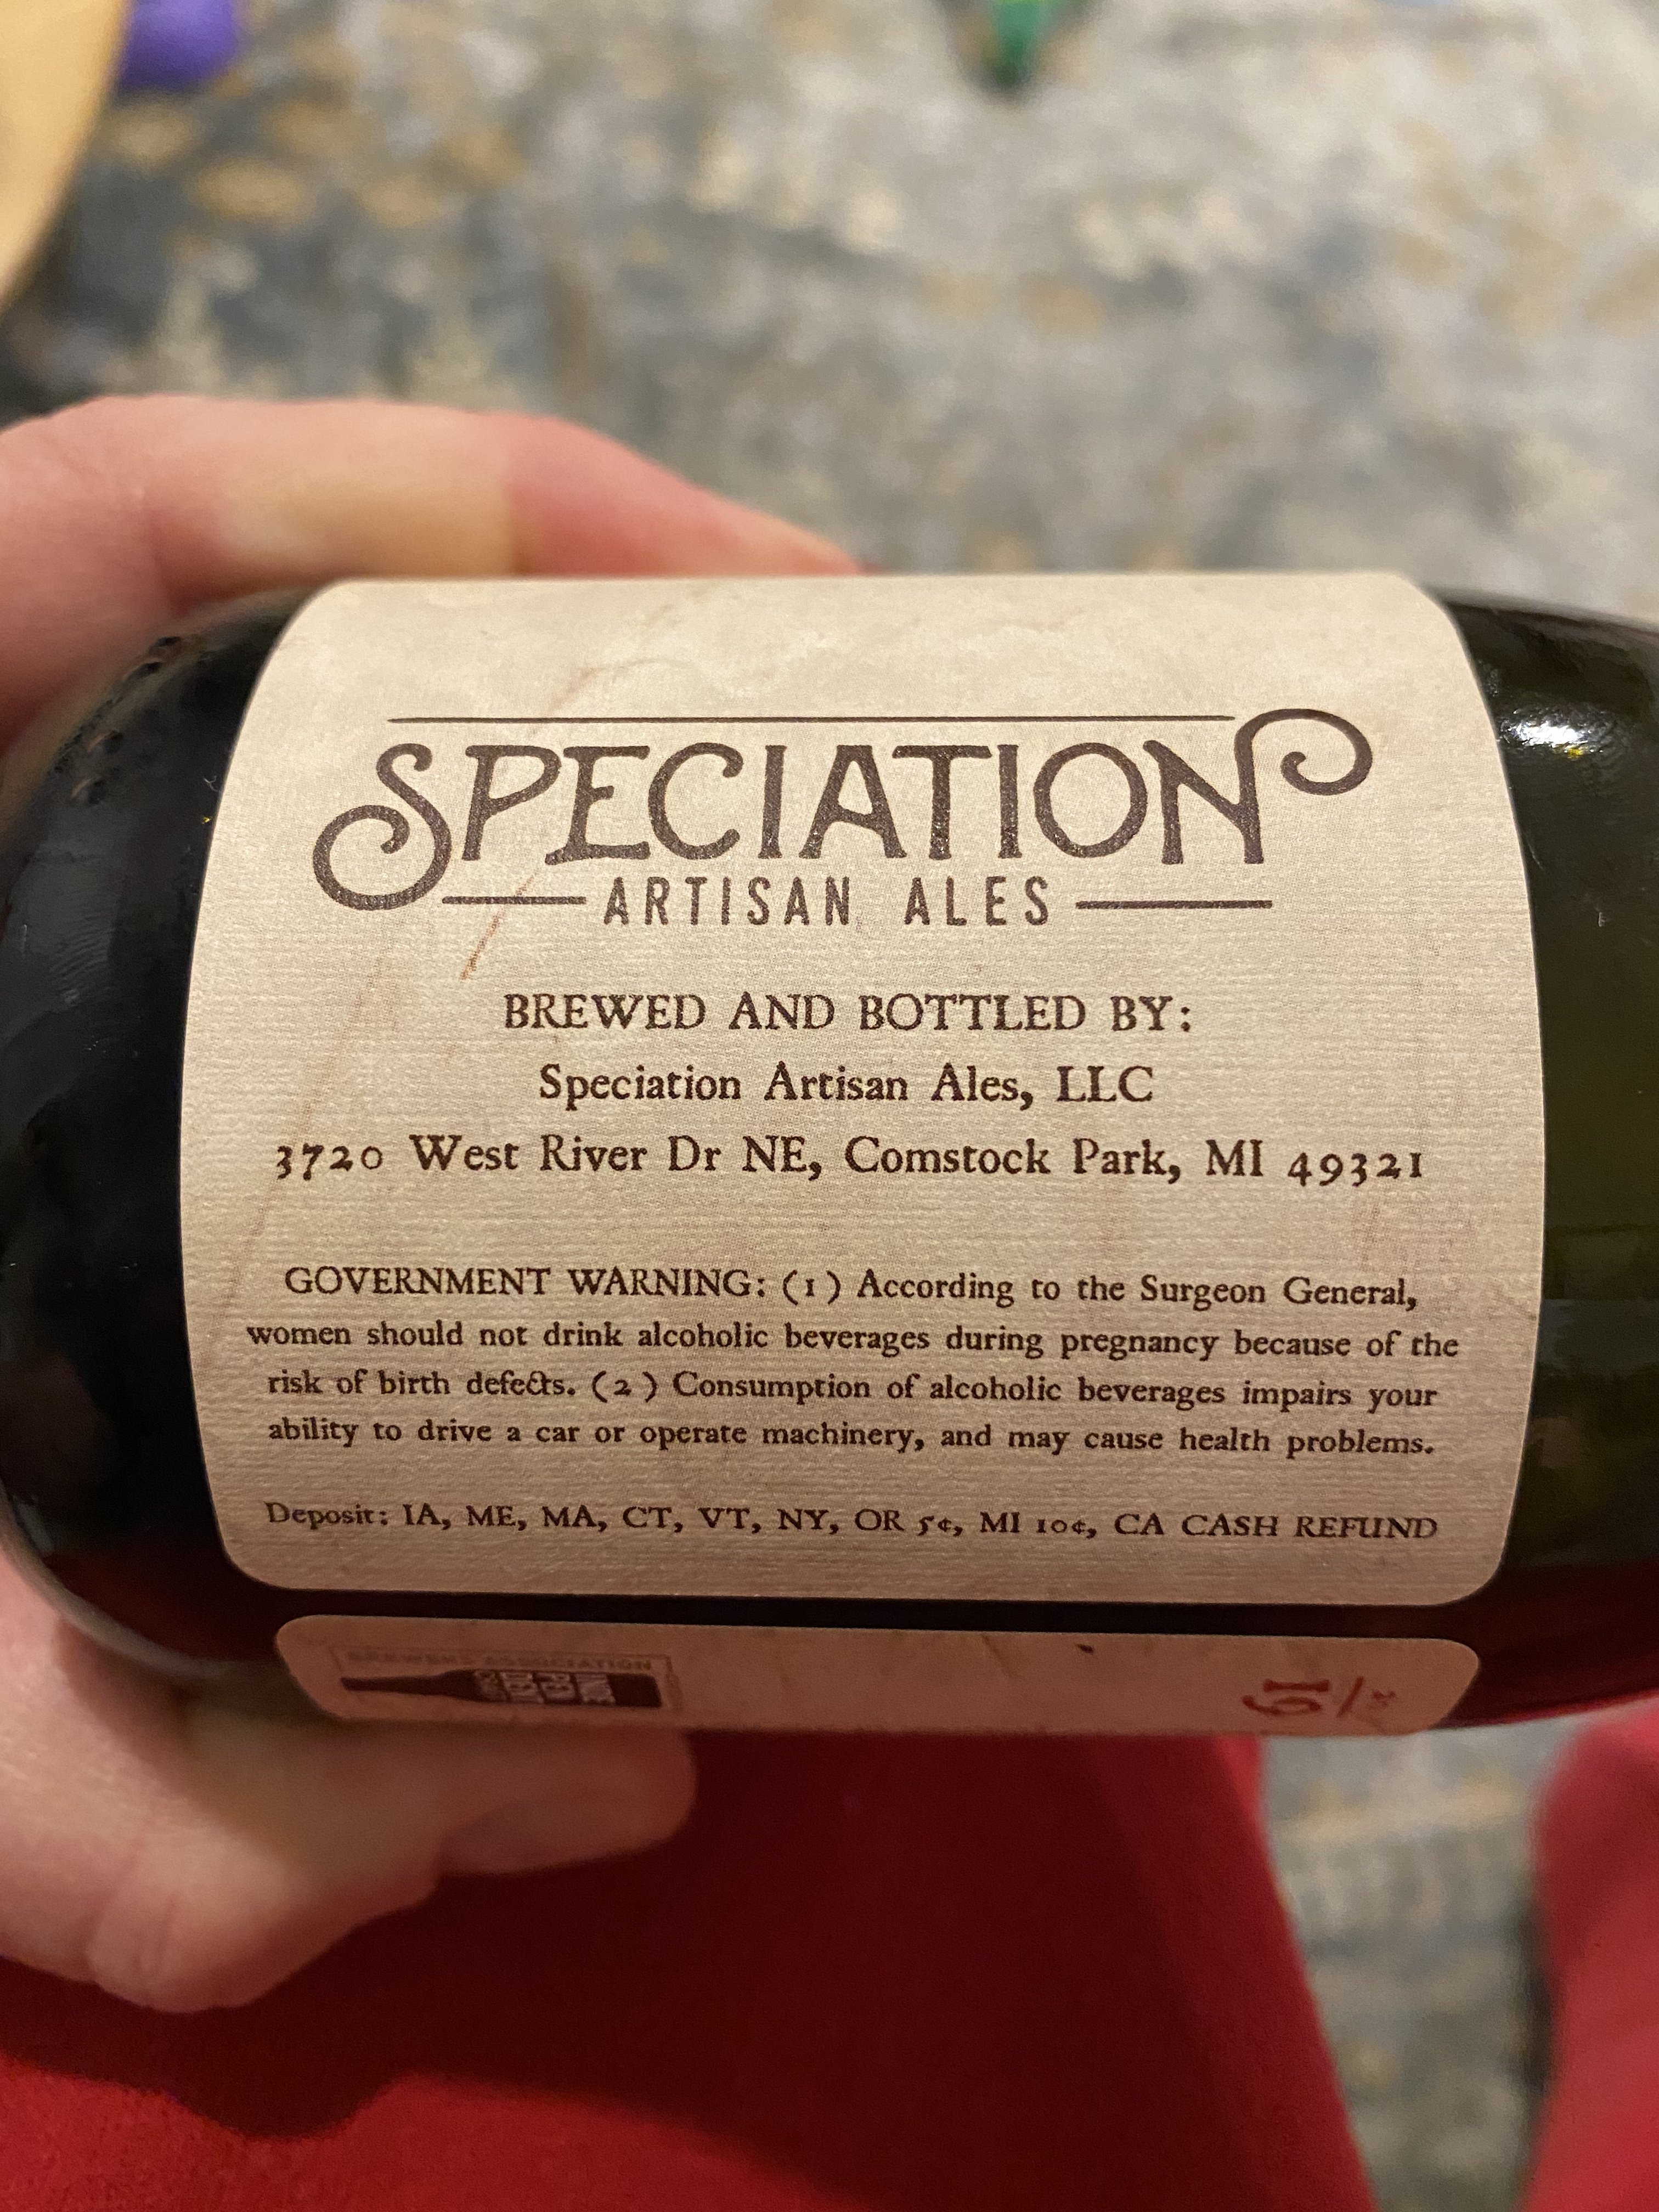 SPECIATION
ARTISAN ALES
BREWED AND BOTTLED BY:
Speciation Artisan Ales, LLC
3720 West River Dr NE, Comstock Park, MI 49321
GOVERNMENT WARNING: (1) According to the Surgeon General,
women should not drink alcoholic beverages during pregnancy because of the
risk of birth defects. (2) Consumption of alcoholic beverages impairs your
ability to drive a car or operate machinery, and may cause health problems.
Deposit: IA, ME, MA, CT, VT, NY, OR 5¢, MI 10¢, CA CASH REFUND
BREWERS ASSOCIATION